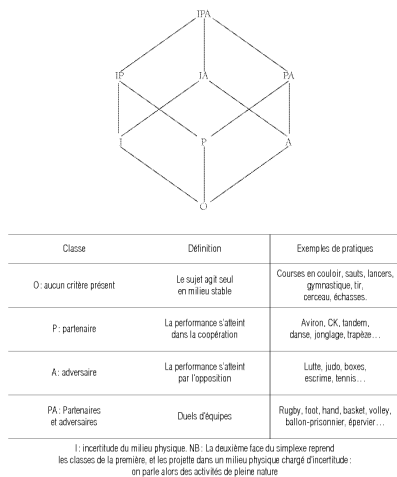 IPA
IP IA PA
I P A
O
Classe Définition Exemples de pratiques
O : aucun critère présent
Le sujet agit seul
en milieu stable
Courses en couloir, sauts, lancers,
gymnastique, tir,
cerceau, échasses.
P : partenaire
La performance s'atteint
dans la coopération
Aviron, CK, tandem,
danse, jonglage, trapèze…
A : adversaire
La performance s'atteint
par l'opposition
Lutte, judo, boxes,
escrime, tennis…
PA : Partenaires
et adversaires
Duels d'équipes
Rugby, foot, hand, basket, volley,
ballon-prisonnier, épervier…
I : incertitude du milieu physique. NB : La deuxième face du simplexe reprend
les classes de la première, et les projette dans un milieu physique chargé d'incertitude :
on parle alors des activités de pleine nature